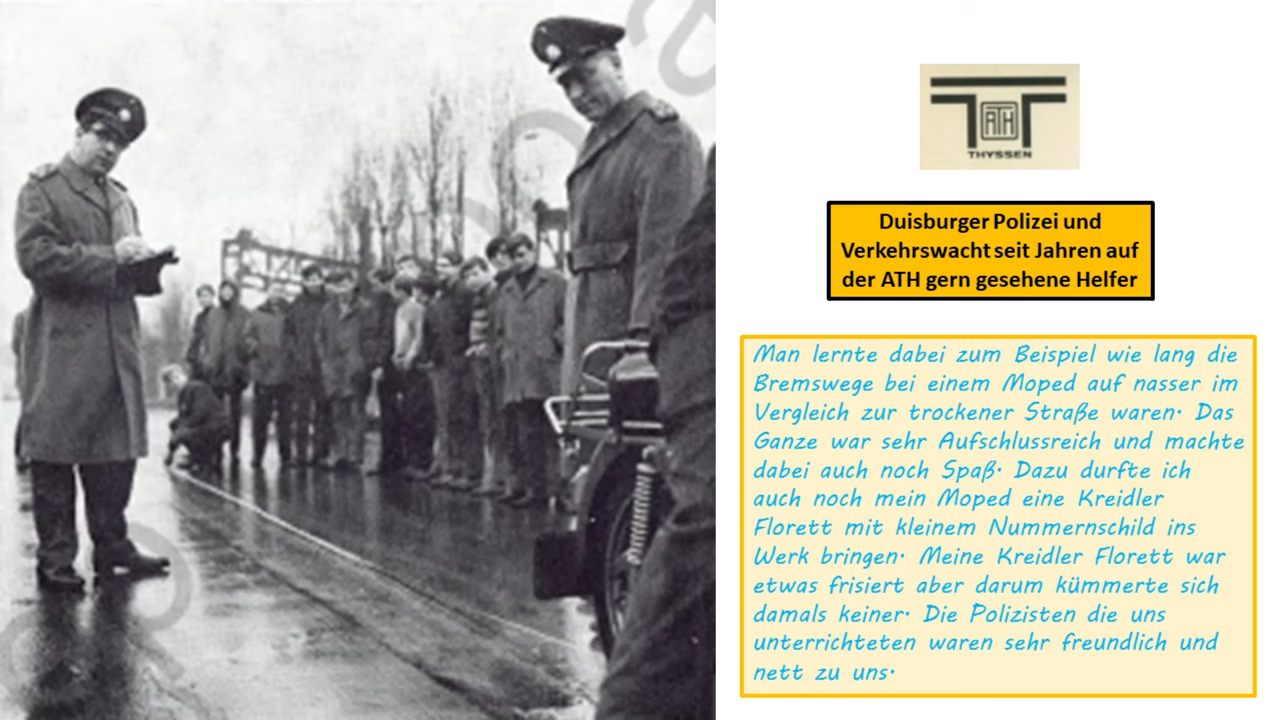 ATH
THYSSEN
Duisburger Polizei und
Verkehrswacht seit Jahren auf
der ATH gern gesehene Helfer
Man lernte dabei zum Beispiel wie lang die
Bremswege bei einem Moped auf nasser im
Vergleich zur trockener Straße waren. Das
Ganze war sehr Aufschlussreich und machte
dabei auch noch Spaß. Dazu durfte ich
auch noch mein Moped eine Kreidler
Florett mit kleinem Nummernschild ins
Werk bringen. Meine Kreidler Florett war
etwas frisiert aber darum kümmerte sich
damals keiner. Die Polizisten die uns
unterrichteten waren sehr freundlich und
nett zu uns.